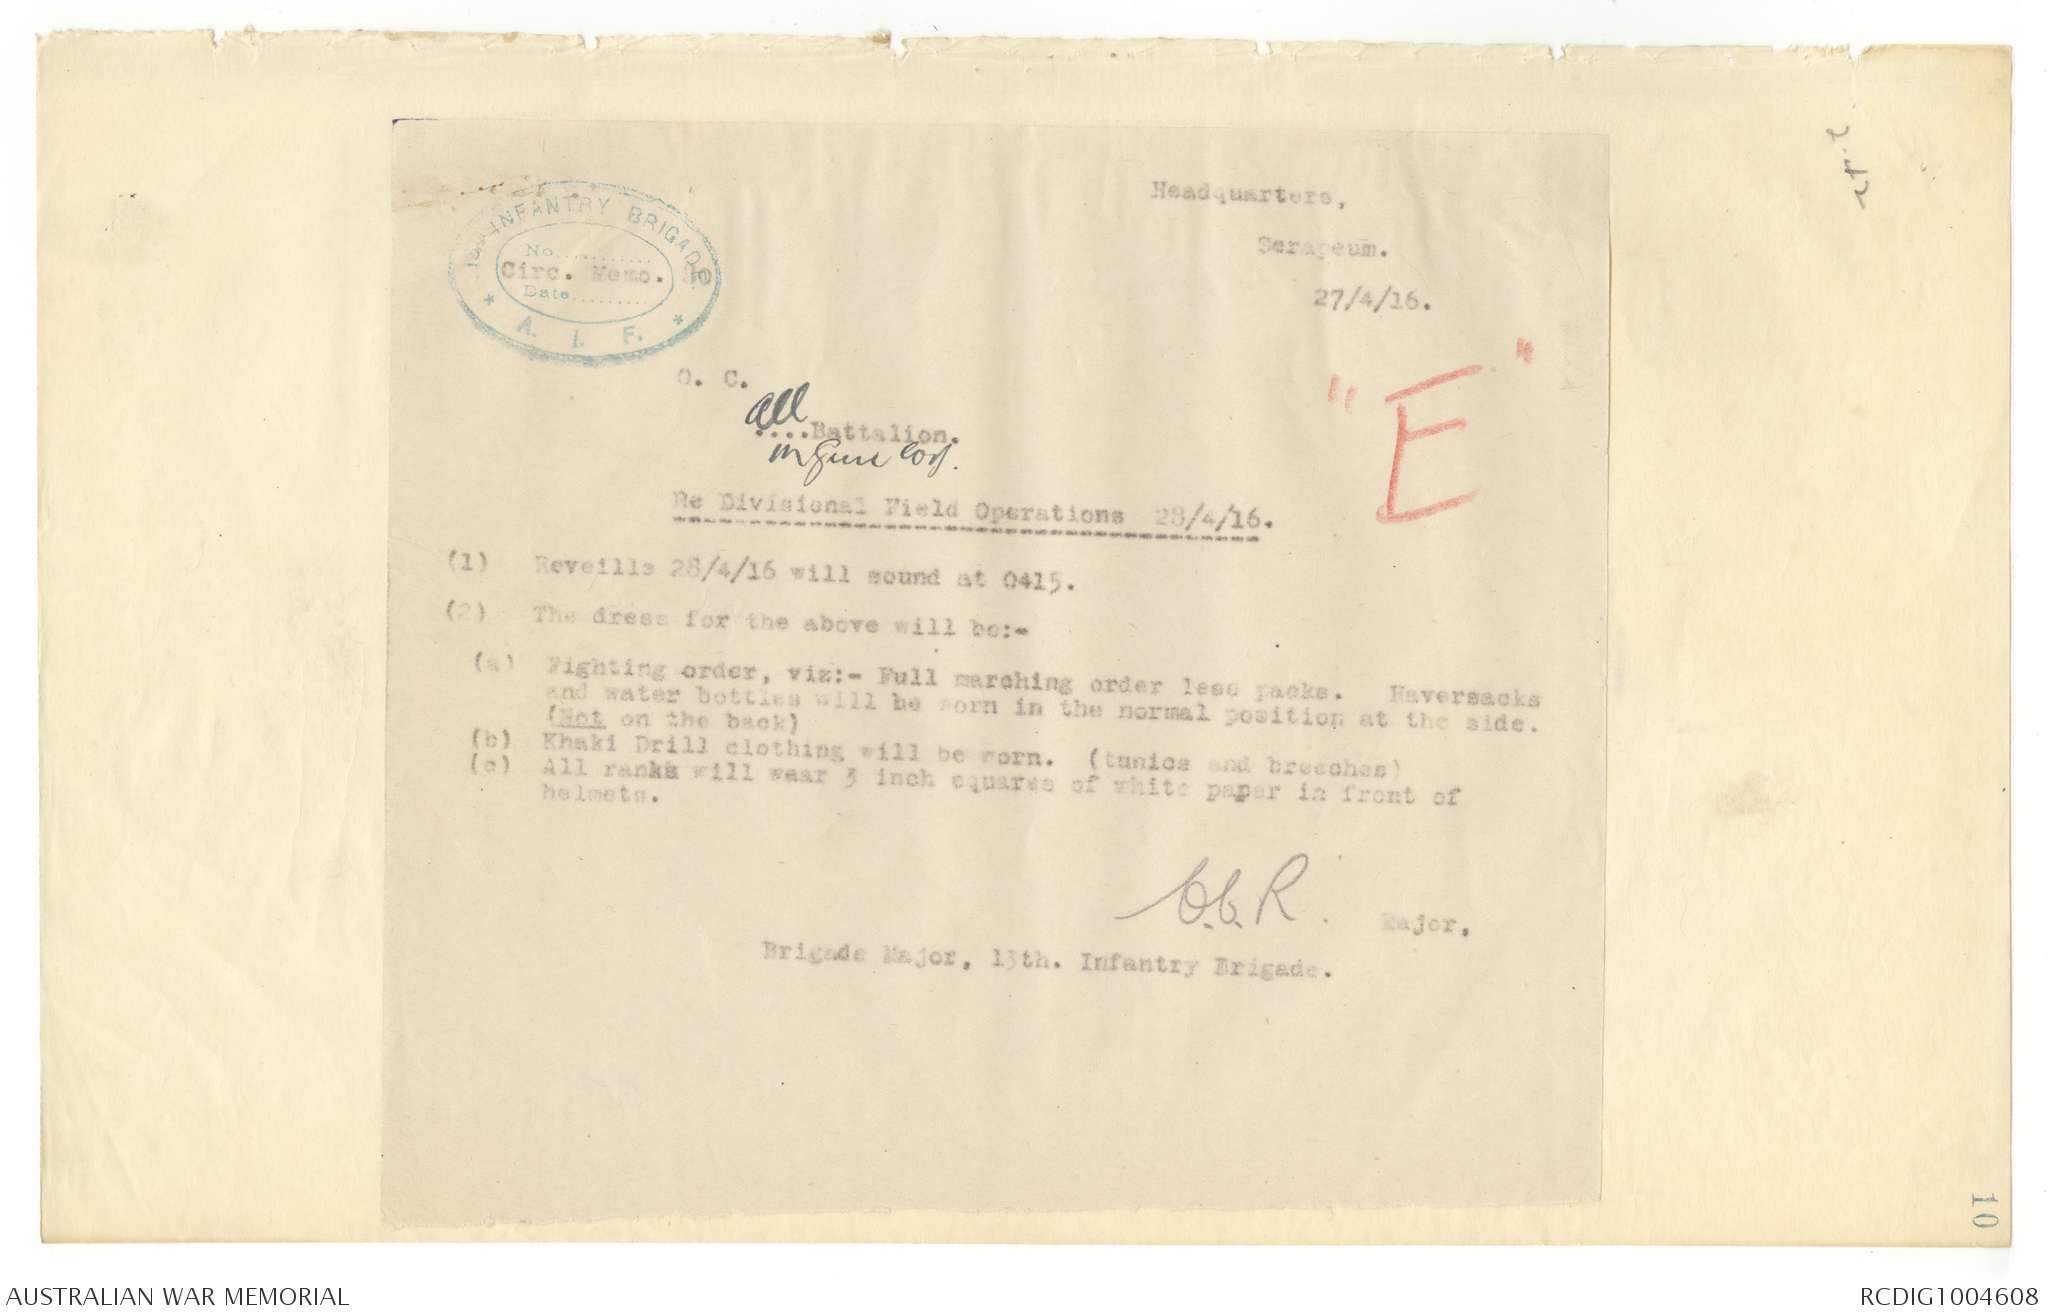 Headquarters,
Serapeum.
27/4/16.
13th INFANTRY BRIGADE
No............
Circ. Memo.
Date..........
* A. I. F. *
"E"
O. C.
all
....Battalion.
m Gun Coy.
Re Divisional Field Operations 28/4/16.
(1) Reveille 28/4/16 will sound at 0415.
(2) The dress for the above will be:-
(a) Fighting order, viz:- Full marching order less packs. Haversacks
and water bottles will be worn in the normal position at the side.
(Not on the back)
(b) Khaki Drill clothing will be worn. (tunics and breeches)
(c) All ranks will wear 3 inch squares of white paper in front of
helmets.
Major,
Brigade Major, 13th. Infantry Brigade.
10
AUSTRALIAN WAR MEMORIAL
RCDIG1004608